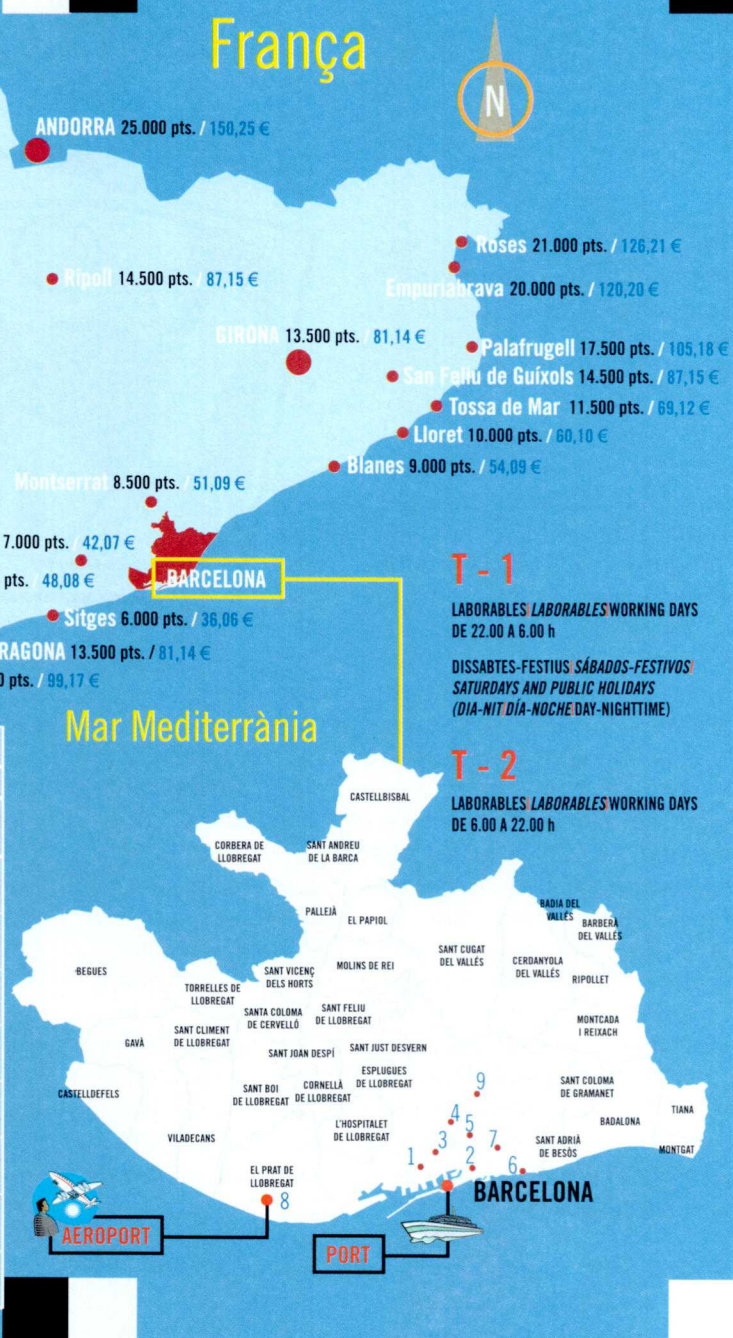 França
N
ANDORRA 25.000 pts. / 150,25 €
Roses 21.000 pts. / 126,21 €
Ripoll 14.500 pts. / 87,15 €
Empuriabrava 20.000 pts. / 120,20 €
GIRONA 13.500 pts. / 81,14 €
Palafrugell 17.500 pts. / 105,18 €
San Feliu de Guíxols 14.500 pts. / 87,15 €
Tossa de Mar 11.500 pts. / 69,12 €
Lloret 10.000 pts. / 60,10 €
Blanes 9.000 pts. / 54,09 €
Montserrat 8.500 pts. / 51,09 €
7.000 pts. / 42,07 €
pts. / 48,08 €
BARCELONA
Sitges 6.000 pts. / 36,06 €
RAGONA 13.500 pts. / 81,14 €
0 pts. / 99,17 €
T - 1
LABORABLES/LABORABLES/WORKING DAYS
DE 22.00 A 6.00 h
DISSABTES-FESTIUS/SÁBADOS-FESTIVOS/
SATURDAYS AND PUBLIC HOLIDAYS
(DIA-NIT/DÍA-NOCHE/DAY-NIGHTTIME)
T - 2
LABORABLES/LABORABLES/WORKING DAYS
DE 6.00 A 22.00 h
Mar Mediterrània
CASTELLBISBAL
CORBERA DE
LLOBREGAT
SANT ANDREU
DE LA BARCA
PALLEJÀ
EL PAPIOL
BADIA DEL
VALLÉS
BARBERÀ
DEL VALLÉS
BEGUES
TORRELLES DE
LLOBREGAT
SANT VICENÇ
DELS HORTS
MOLINS DE REI
SANT CUGAT
DEL VALLÉS
CERDANYOLA
DEL VALLÉS
RIPOLLET
SANTA COLOMA
DE CERVELLÓ
SANT FELIU
DE LLOBREGAT
MONTCADA
I REIXACH
GAVÀ
SANT CLIMENT
DE LLOBREGAT
SANT JOAN DESPÍ
SANT JUST DESVERN
CASTELLDEFELS
SANT BOI
DE LLOBREGAT
CORNELLÀ
DE LLOBREGAT
ESPLUGUES
DE LLOBREGAT
SANT COLOMA
DE GRAMANET
TIANA
VILADECANS
L'HOSPITALET
DE LLOBREGAT
BADALONA
SANT ADRIÀ
DE BESÒS
MONTGAT
9
4
5
3
7
1
2
6
EL PRAT DE
LLOBREGAT
8
BARCELONA
AEROPORT
PORT